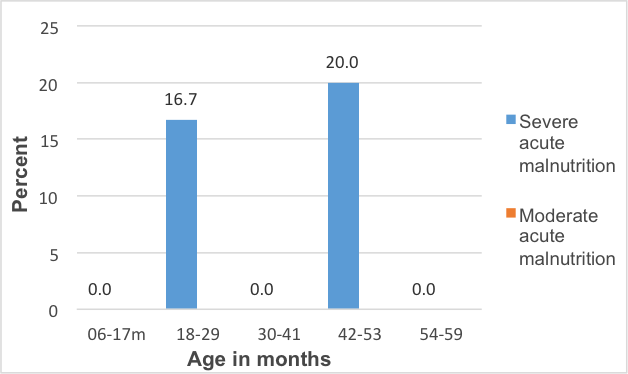 25
20
15
10
5
0
Percent
0.0
16.7
0.0
20.0
0.0
06-17m
18-29
30-41
42-53
54-59
Age in months
Severe
acute
malnutrition
Moderate
acute
malnutrition